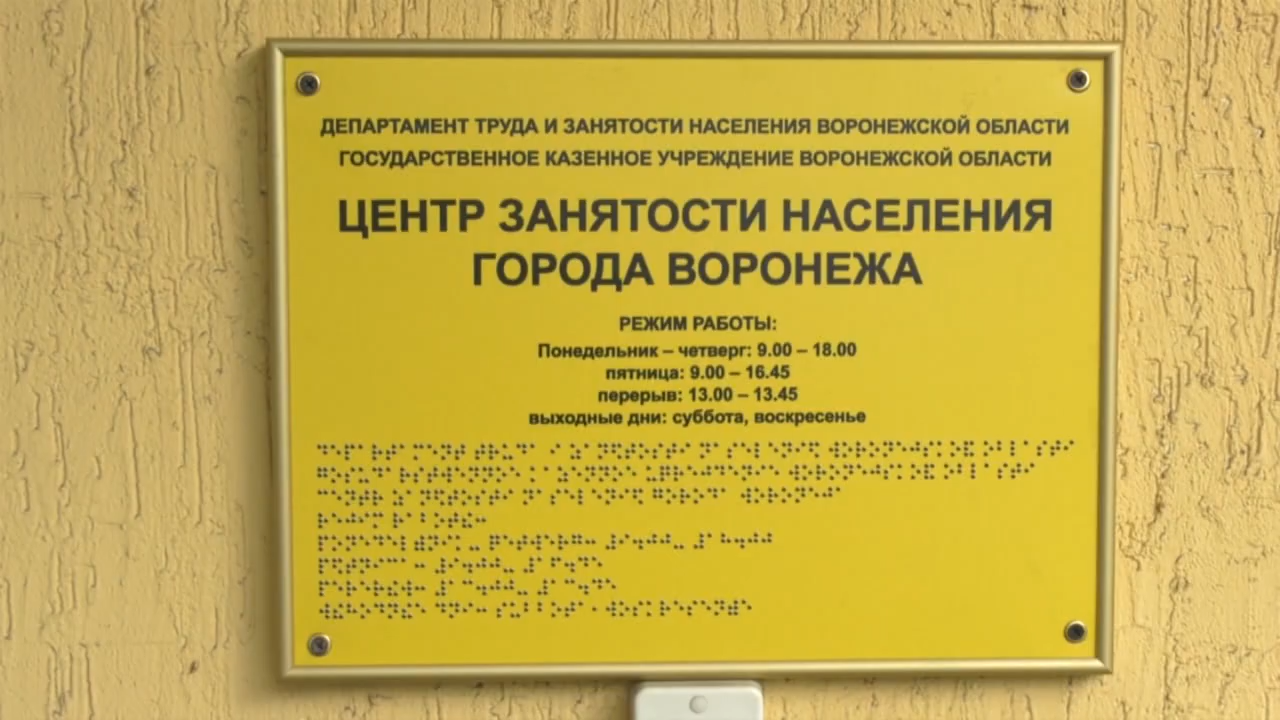 ДЕПАРТАМЕНТ ТРУДА И ЗАНЯТОСТИ НАСЕЛЕНИЯ ВОРОНЕЖСКОЙ ОБЛАСТИ
ГОСУДАРСТВЕННОЕ КАЗЕННОЕ УЧРЕЖДЕНИЕ ВОРОНЕЖСКОЙ ОБЛАСТИ
ЦЕНТР ЗАНЯТОСТИ НАСЕЛЕНИЯ
ГОРОДА ВОРОНЕЖА
РЕЖИМ РАБОТЫ:
Понедельник – четверг: 9.00 – 18.00
пятница: 9.00 – 16.45
перерыв: 13.00 – 13.45
выходные дни: суббота, воскресенье